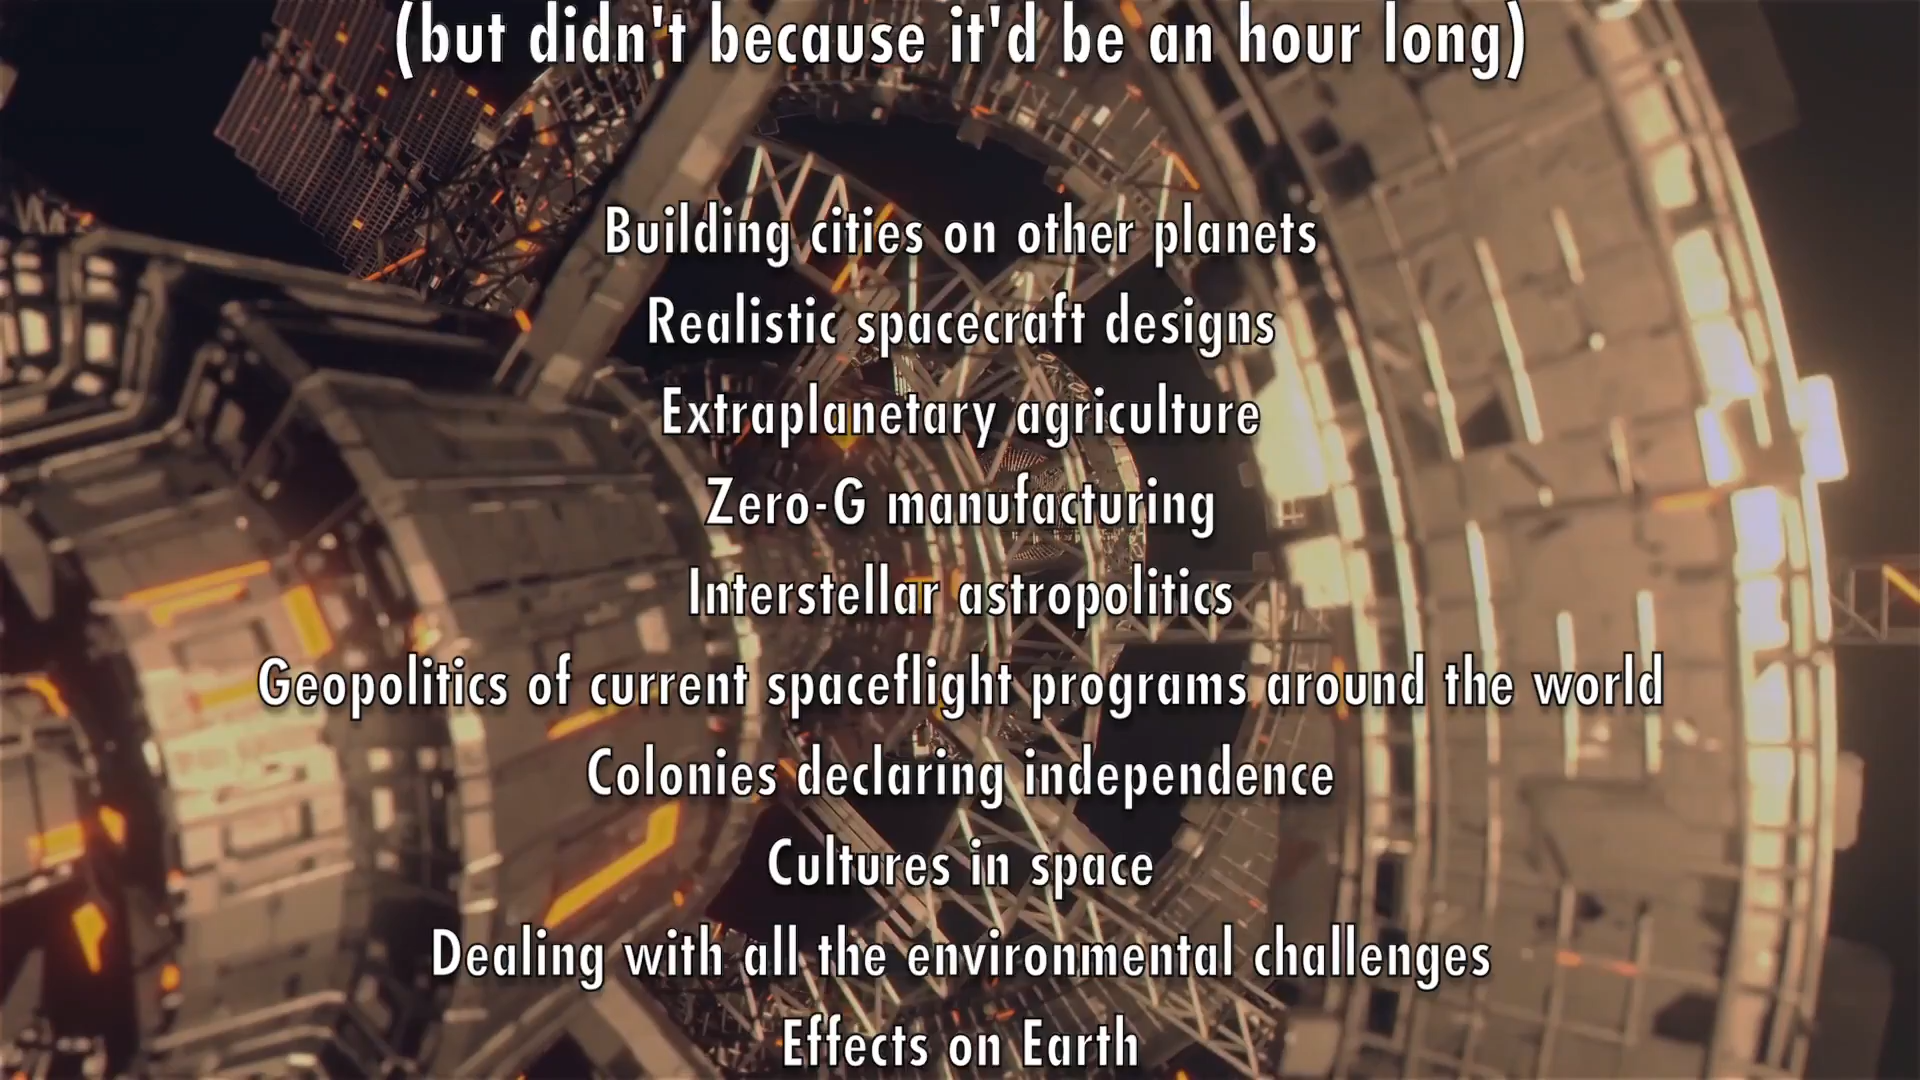 (but didn't because it'd be an hour long)
Building cities on other planets
Realistic spacecraft designs
Extraplanetary agriculture
Zero-G manufacturing
Interstellar astropolitics
Geopolitics of current spaceflight programs around the world
Colonies declaring independence
Cultures in space
Dealing with all the environmental challenges
Effects on Earth